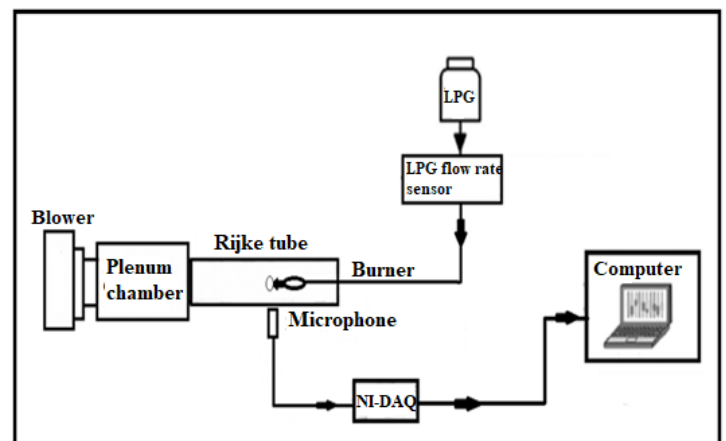 LPG
LPG flow rate
sensor
Blower
Rijke tube
Plenum
chamber
Burner
Computer
Microphone
NI-DAQ